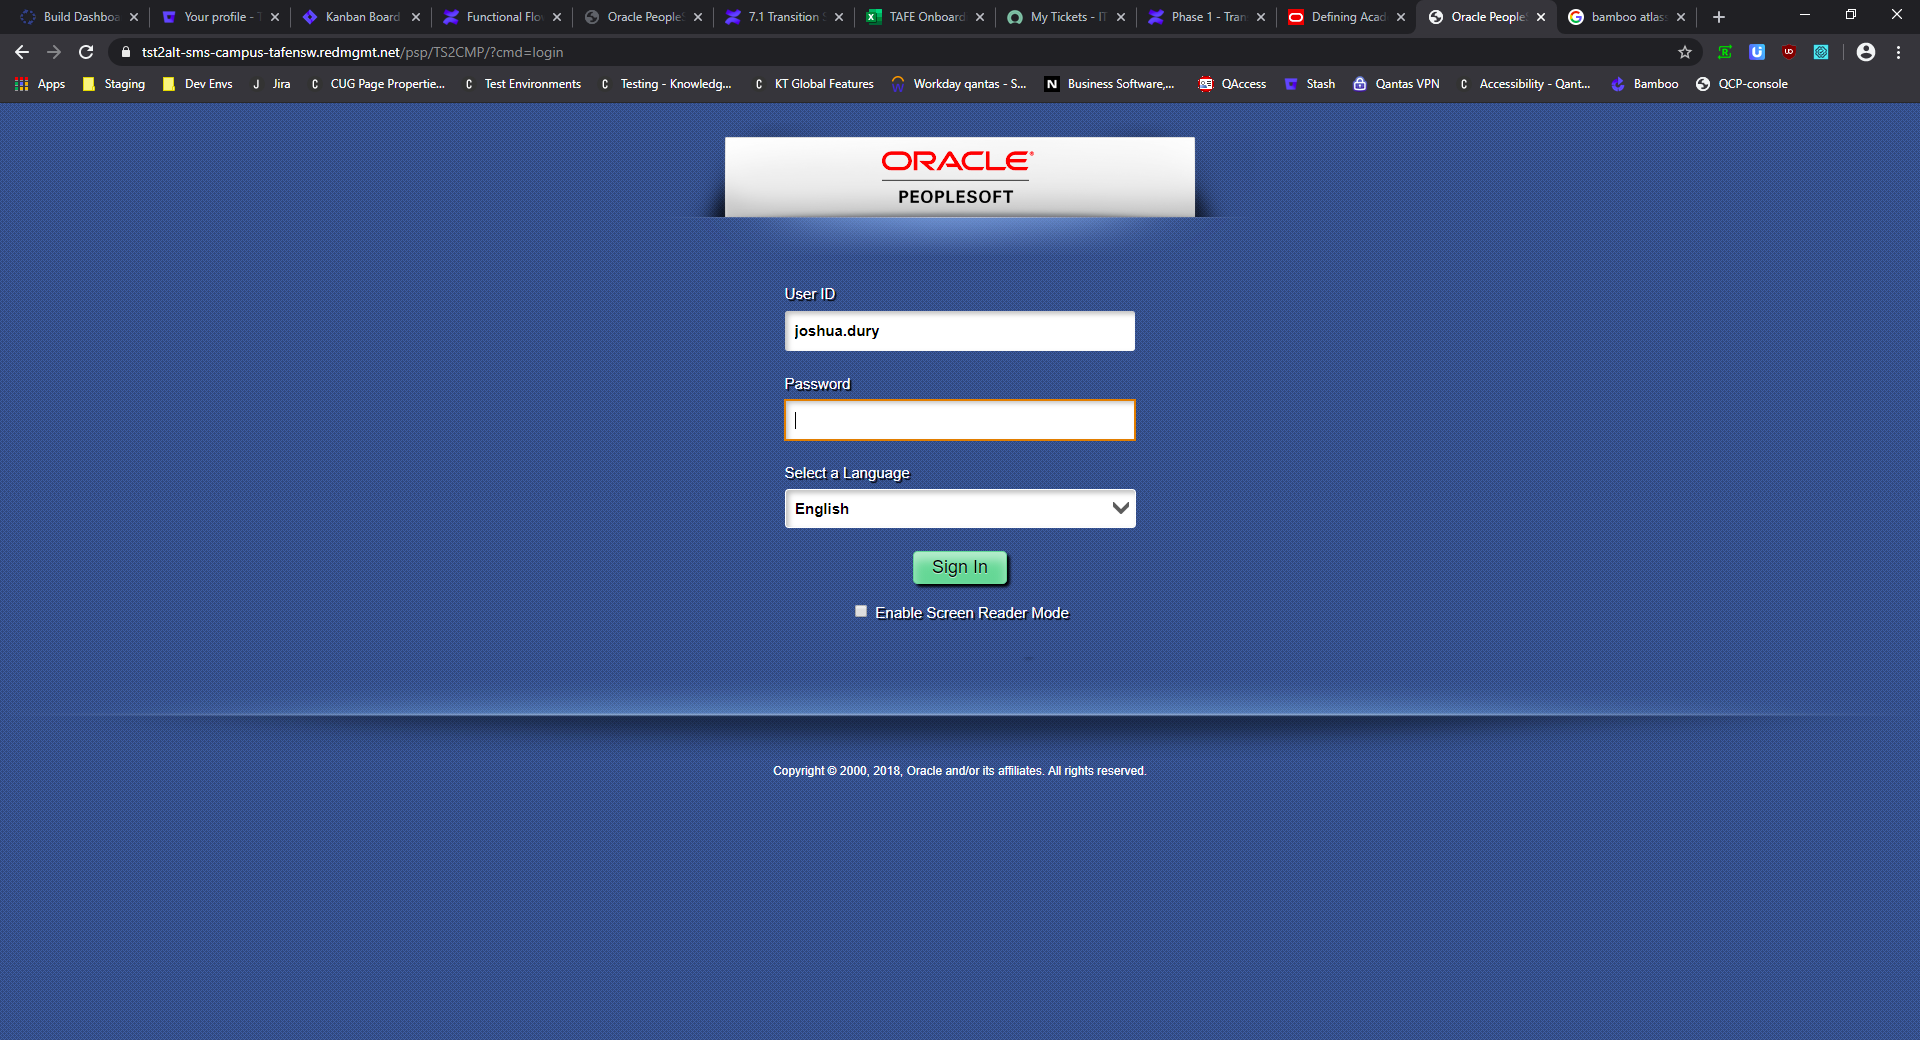 Build Dashboa
Your profile - T
Kanban Board
Functional Flo
Oracle PeopleS
7.1 Transition S
TAFE Onboard
My Tickets - IT
Phase 1 - Tran
Defining Acad
Oracle PeopleS
bamboo atlas
tst2alt-sms-campus-tafensw.redmgmt.net/psp/TS2CMP/?cmd=login
Apps
Staging
Dev Envs
J Jira
C CUG Page Propertie...
C Test Environments
C Testing - Knowledg...
C KT Global Features
Workday qantas - S...
N Business Software,...
QAccess
Stash
Qantas VPN
C Accessibility - Qant...
Bamboo
QCP-console
ORACLE®
PEOPLESOFT
User ID
joshua.dury
Password
Select a Language
English
Sign In
Enable Screen Reader Mode
Copyright © 2000, 2018, Oracle and/or its affiliates. All rights reserved.